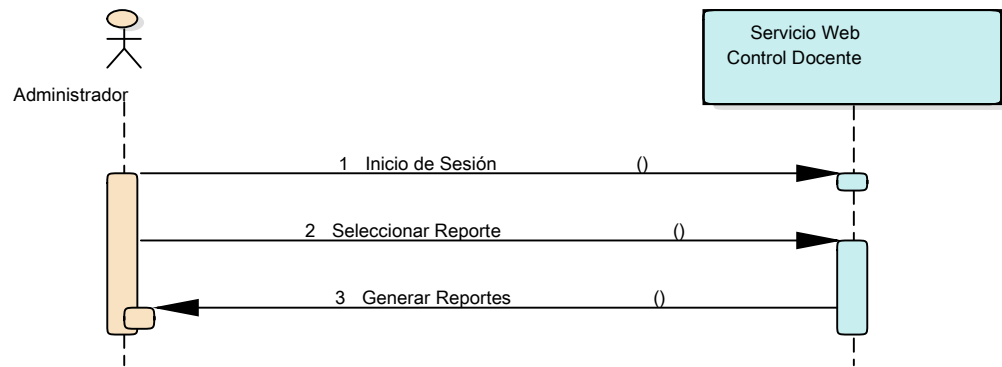 Servicio Web
Control Docente
Administrador
1 Inicio de Sesión ()
2 Seleccionar Reporte ()
3 Generar Reportes ()